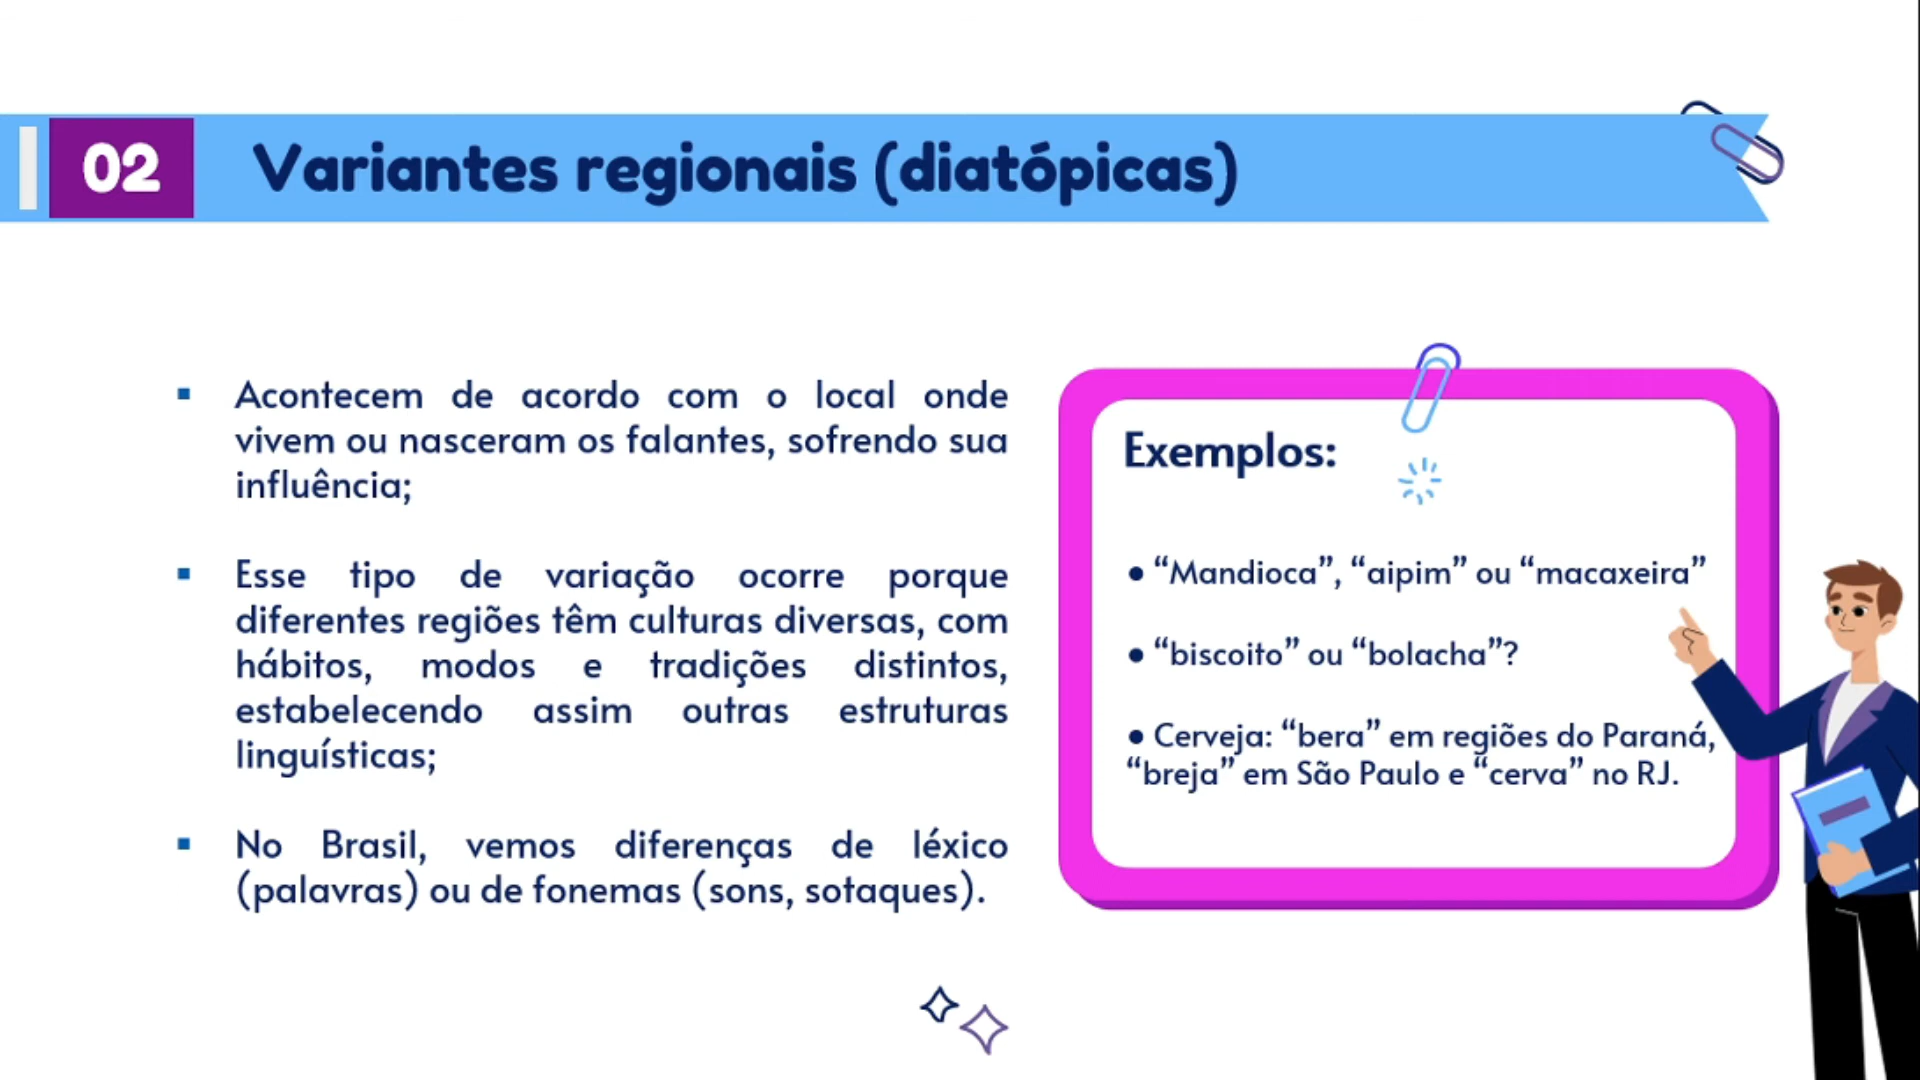 02
Variantes regionais (diatópicas)
▪ Acontecem de acordo com o local onde
vivem ou nasceram os falantes, sofrendo sua
influência;
▪ Esse tipo de variação ocorre porque
diferentes regiões têm culturas diversas, com
hábitos, modos e tradições distintos,
estabelecendo assim outras estruturas
linguísticas;
▪ No Brasil, vemos diferenças de léxico
(palavras) ou de fonemas (sons, sotaques).
Exemplos:
● “Mandioca”, “aipim” ou “macaxeira”
● “biscoito” ou “bolacha”?
● Cerveja: “bera” em regiões do Paraná,
“breja” em São Paulo e “cerva” no RJ.